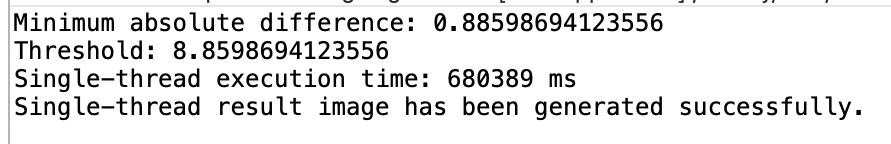 Minimum absolute difference: 0.88598694123556
Threshold: 8.8598694123556
Single-thread execution time: 680389 ms
Single-thread result image has been generated successfully.